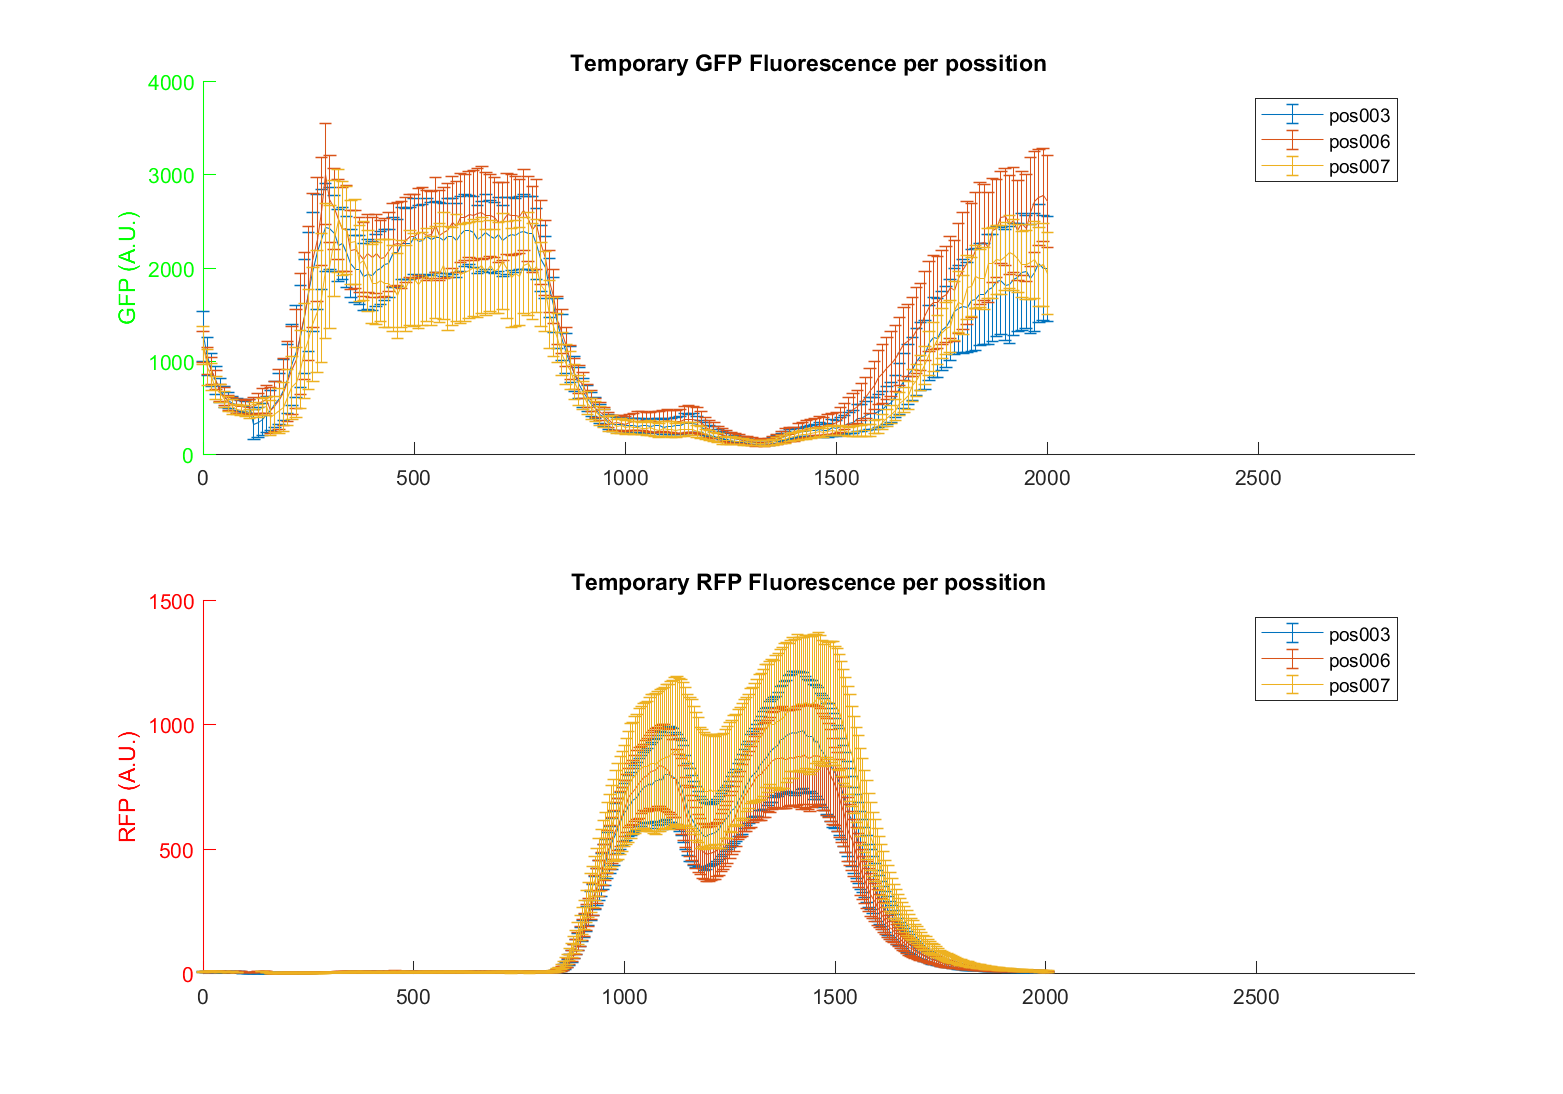 Temporary GFP Fluorescence per possition
4000
3000
2000
1000
0
GFP (A.U.)
0 500 1000 1500 2000 2500
pos003
pos006
pos007
Temporary RFP Fluorescence per possition
1500
1000
500
0
RFP (A.U.)
0 500 1000 1500 2000 2500
pos003
pos006
pos007